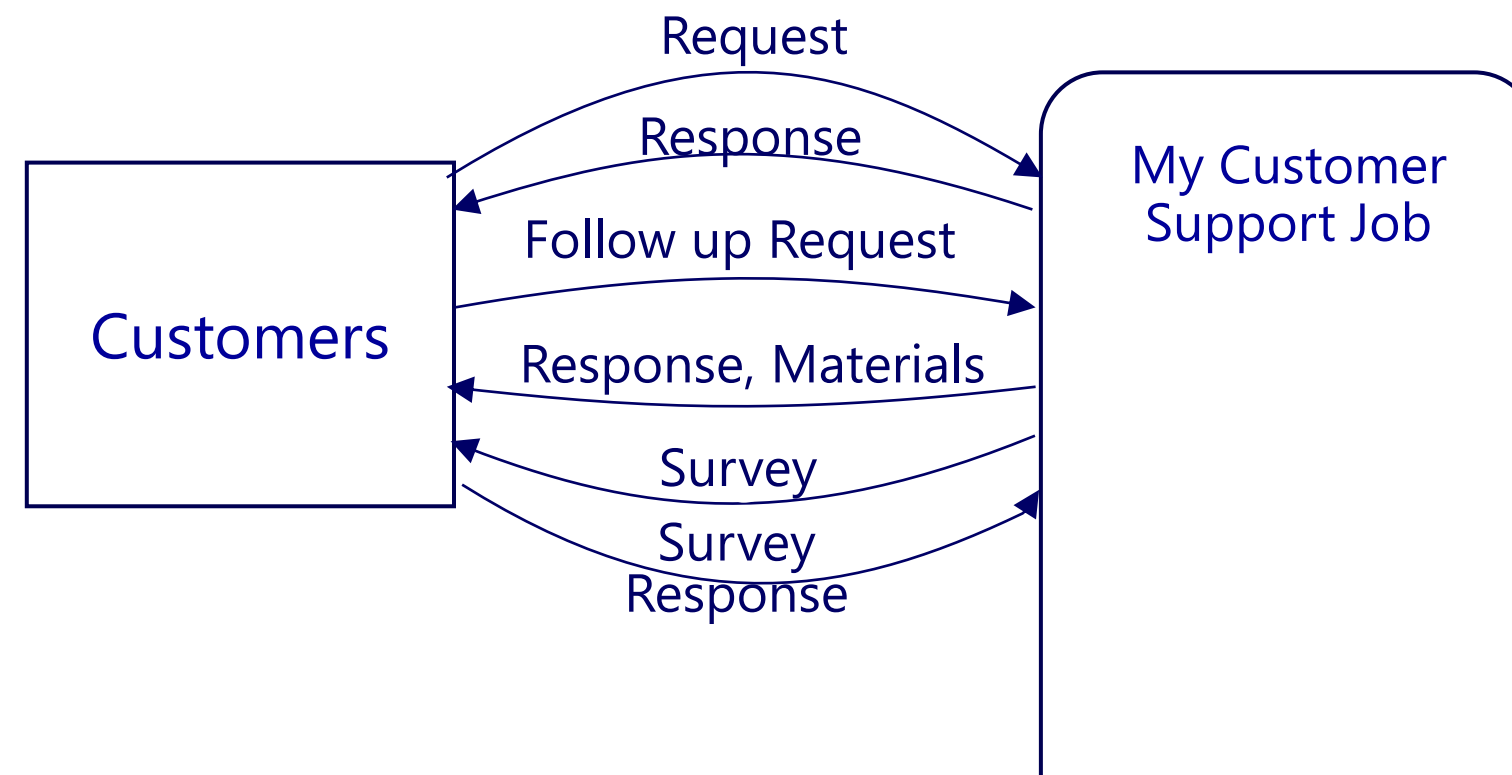 Request
Response
My Customer
Support Job
Follow up Request
Customers
Response, Materials
Survey
Survey
Response